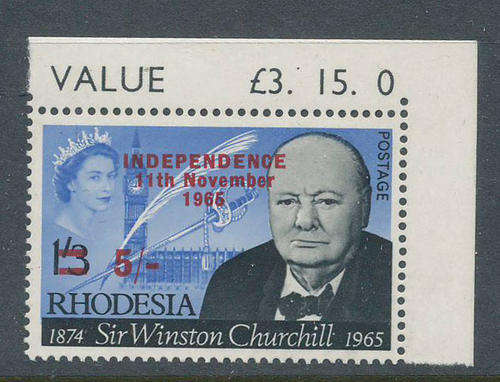 VALUE £3. 15. 0
POSTAGE
INDEPENDENCE
11th November
1965
1/3 5/-
RHODESIA
1874 Sir Winston Churchill 1965